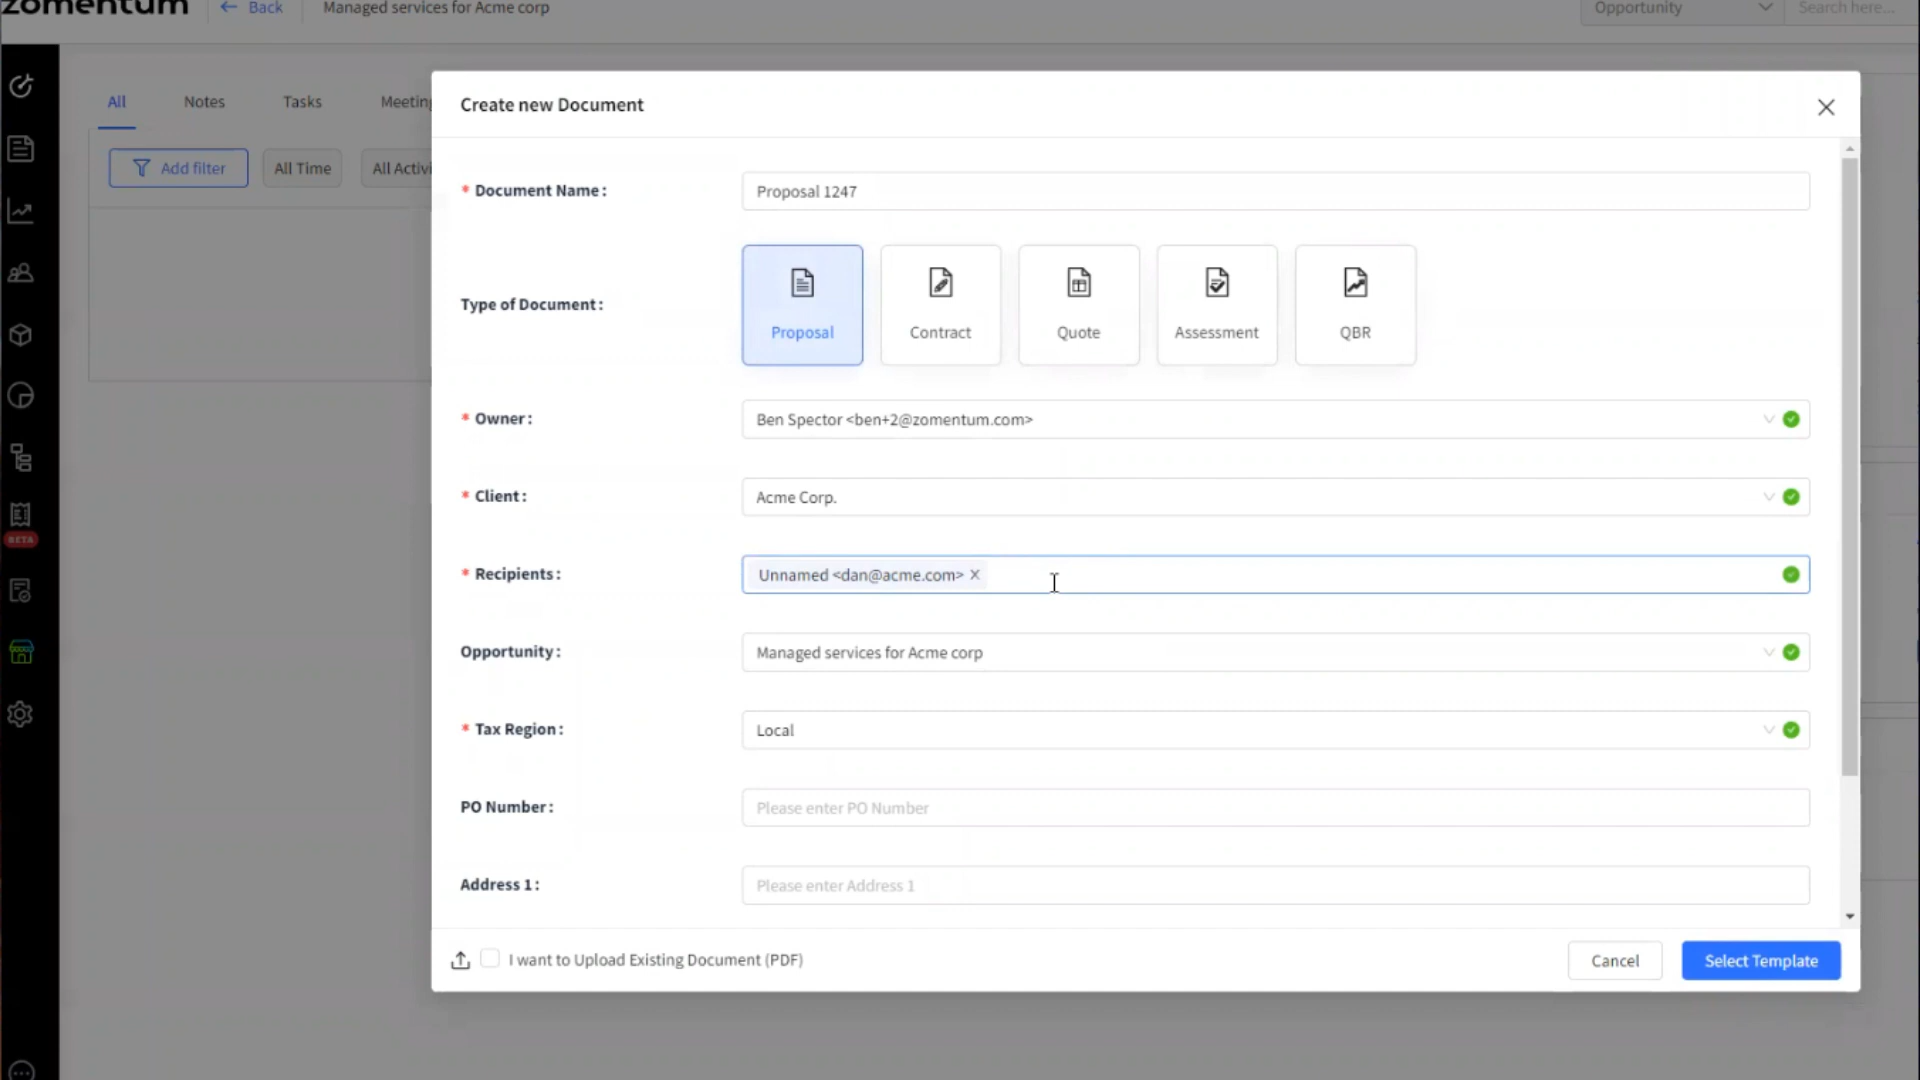 zomentum
Back
Managed services for Acme corp
Opportunity
Search here...
All
Notes
Tasks
Meeting
Add filter
All Time
All Activi
BETA
Create new Document
* Document Name :
Proposal 1247
Type of Document :
Proposal
Contract
Quote
Assessment
QBR
* Owner :
Ben Spector <ben+2@zomentum.com>
* Client :
Acme Corp.
* Recipients :
Unnamed <dan@acme.com>
Opportunity :
Managed services for Acme corp
* Tax Region :
Local
PO Number :
Please enter PO Number
Address 1 :
Please enter Address 1
I want to Upload Existing Document (PDF)
Cancel
Select Template